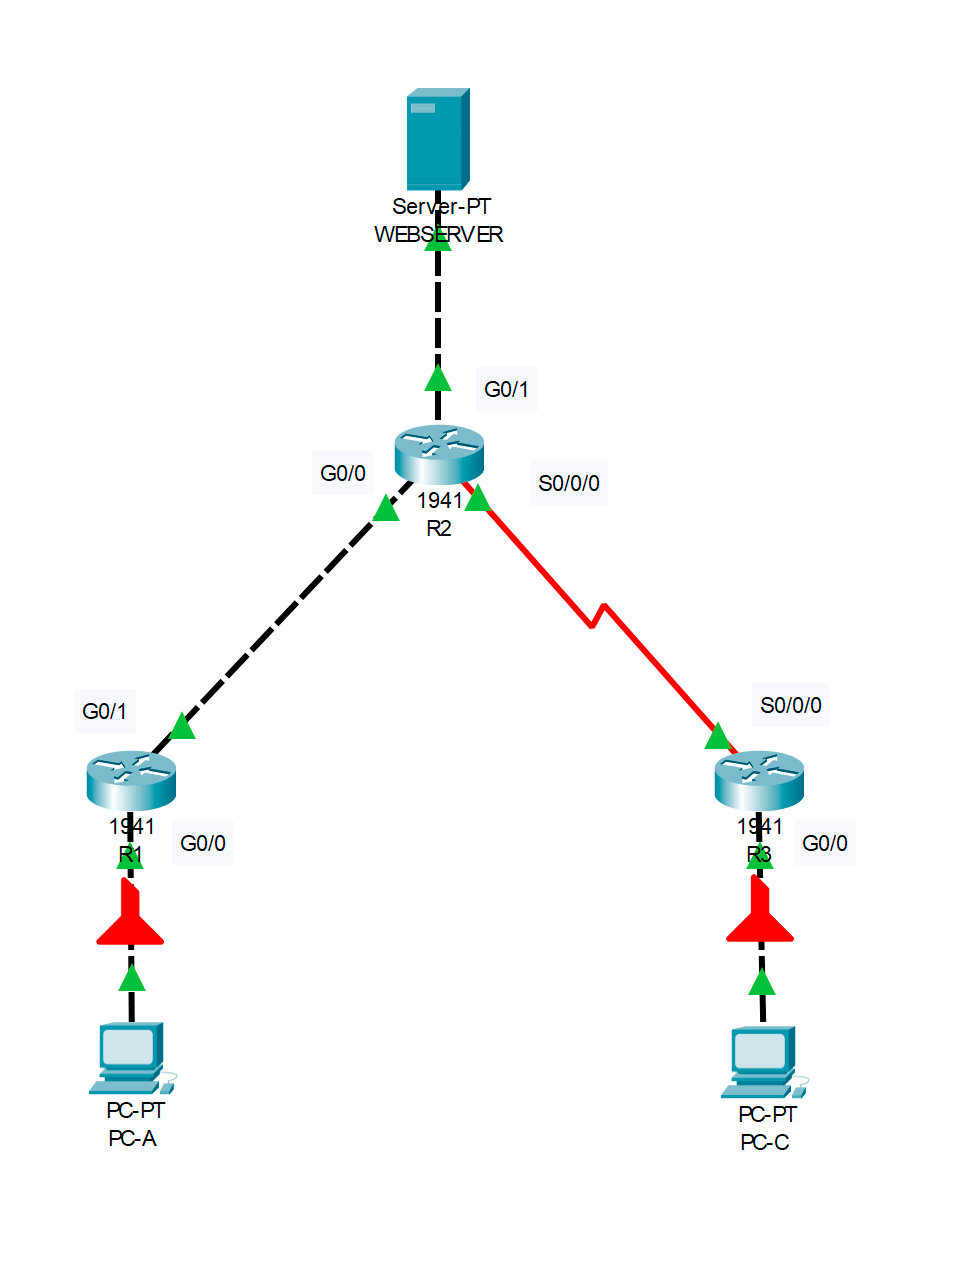 Server-PT
WEBSERVER
G0/1
G0/0
S0/0/0
1941
R2
G0/1
S0/0/0
1941
R1
G0/0
1941
R3
G0/0
PC-PT
PC-A
PC-PT
PC-C